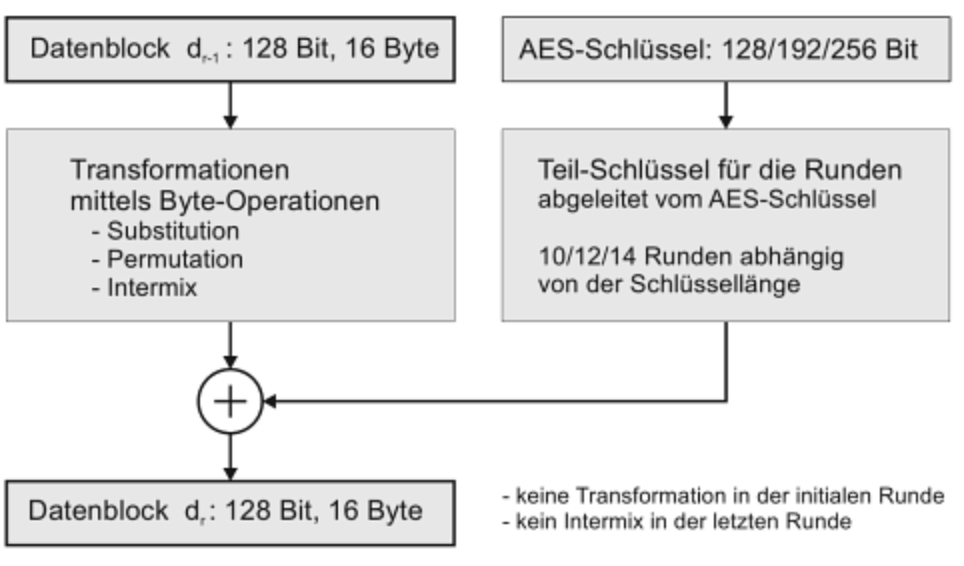 Datenblock d_r-1 : 128 Bit, 16 Byte
AES-Schlüssel: 128/192/256 Bit
Transformationen
mittels Byte-Operationen
- Substitution
- Permutation
- Intermix
Teil-Schlüssel für die Runden
abgeleitet vom AES-Schlüssel
10/12/14 Runden abhängig
von der Schlüssellänge
+
Datenblock d_r: 128 Bit, 16 Byte
- keine Transformation in der initialen Runde
- kein Intermix in der letzten Runde